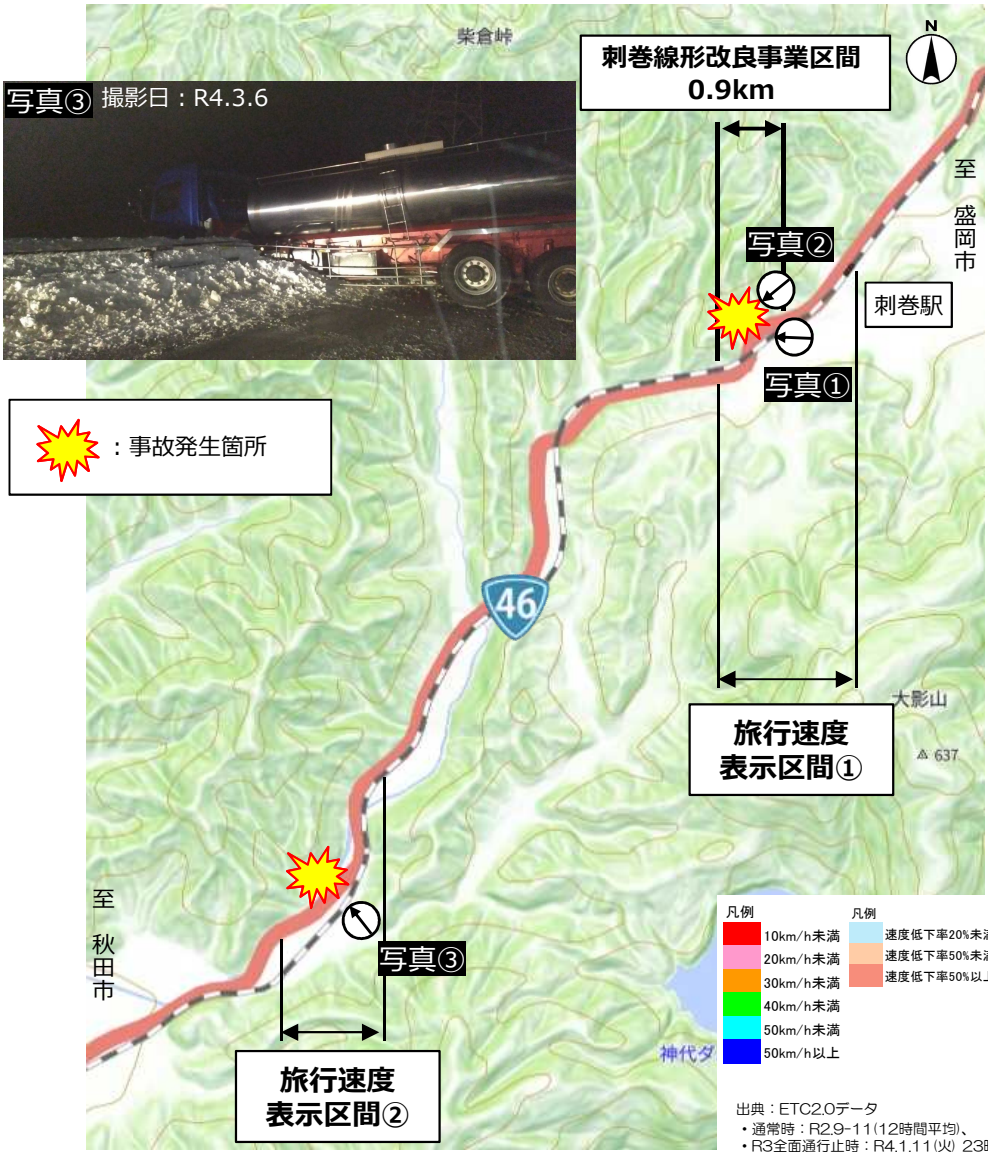 柴倉峠
刺巻線形改良事業区間
0.9km
N
写真③ 撮影日：R4.3.6
至 盛岡市
写真②
刺巻駅
写真①
：事故発生箇所
46
大影山
637
旅行速度
表示区間①
至 秋田市
写真③
旅行速度
表示区間②
神代ダ
凡例
10km/h未満
20km/h未満
30km/h未満
40km/h未満
50km/h未満
50km/h以上
凡例
速度低下率20%未満
速度低下率50%未満
速度低下率50%以上
出典：ETC2.0データ
・通常時：R2.9-11(12時間平均)、
・R3全面通行止時：R4.1.11(火) 23時